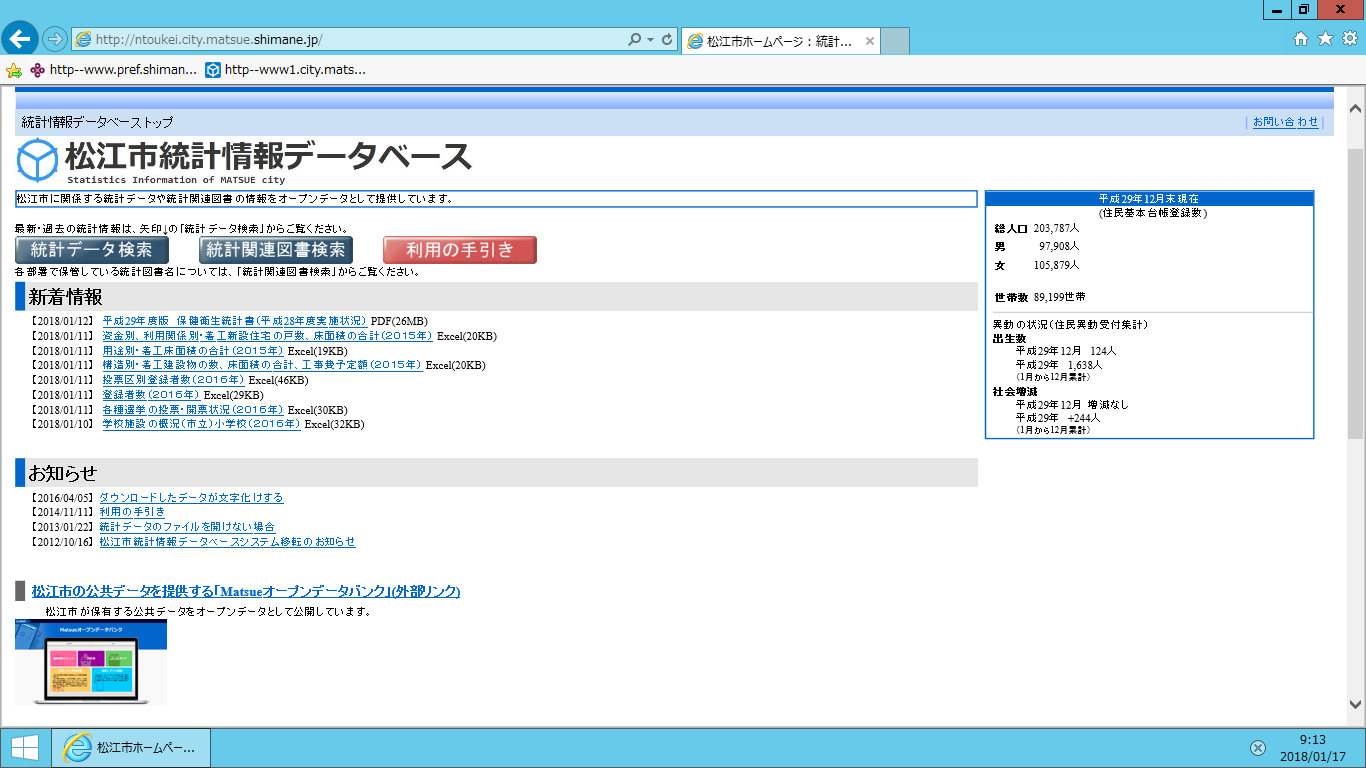 http://ntoukei.city.matsue.shimane.jp/
松江市ホームページ：統計...
http--www.pref.shiman...
http--www1.city.mats...
統計情報データベーストップ
| お問い合わせ |
松江市統計情報データベース
Statistics Information of MATSUE city
松江市に関係する統計データや統計関連図書の情報をオープンデータとして提供しています。
最新・過去の統計情報は、矢印↓の「統計データ検索」からご覧ください。
統計データ検索
統計関連図書検索
利用の手引き
各部署で保管している統計図書名については、「統計関連図書検索」からご覧ください。
新着情報
【2018/01/12】 平成29年度版　保健衛生統計書（平成28年度実施状況） PDF(26MB)
【2018/01/11】 資金別、利用関係別・着工新設住宅の戸数、床面積の合計（２０１５年） Excel(20KB)
【2018/01/11】 用途別・着工床面積の合計（２０１５年） Excel(19KB)
【2018/01/11】 構造別・着工建設物の数、床面積の合計、工事費予定額（２０１５年） Excel(20KB)
【2018/01/11】 投票区別登録者数（２０１６年） Excel(46KB)
【2018/01/11】 登録者数（２０１６年） Excel(29KB)
【2018/01/11】 各種選挙の投票・開票状況（２０１６年） Excel(30KB)
【2018/01/10】 学校施設の概況（市立）小学校（２０１６年） Excel(32KB)
お知らせ
【2016/04/05】 ダウンロードしたデータが文字化けする
【2014/11/11】 利用の手引き
【2013/01/22】 統計データのファイルを開けない場合
【2012/10/16】 松江市統計情報データベースシステム移転のお知らせ
松江市の公共データを提供する「Matsueオープンデータバンク」(外部リンク)
松江市が保有する公共データをオープンデータとして公開しています。
Matsueオープンデータバンク
平成29年12月末現在
(住民基本台帳登録数)
総人口 203,787人
男 97,908人
女 105,879人
世帯数 89,199世帯
異動の状況（住民異動受付集計）
出生数
平成29年12月 124人
平成29年 1,638人
（1月から12月累計）
社会増減
平成29年12月 増減なし
平成29年 +244人
（1月から12月累計）
松江市ホームペー...
9:13
2018/01/17